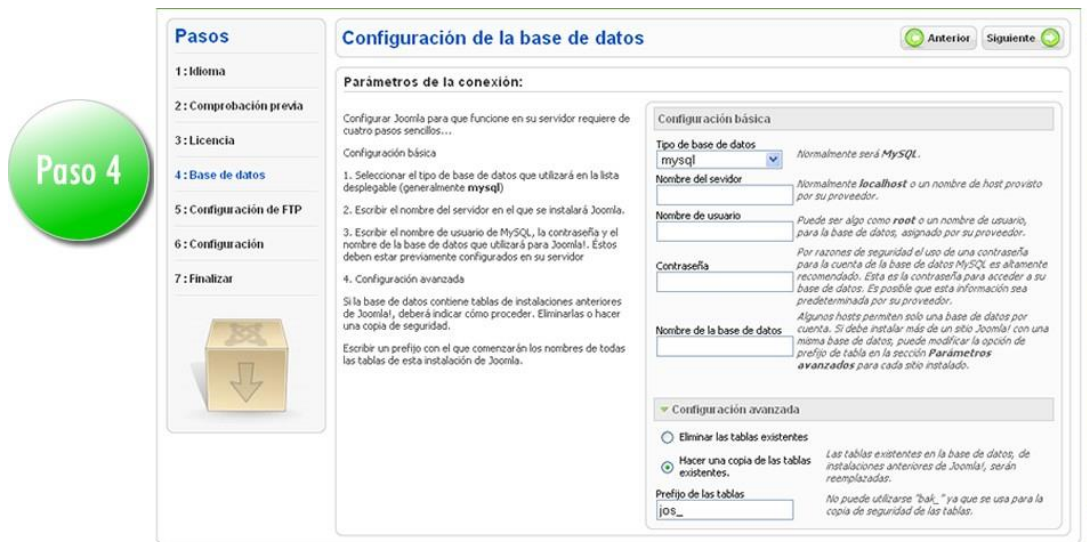 Paso 4
Pasos
1 : Idioma
2 : Comprobación previa
3 : Licencia
4 : Base de datos
5 : Configuración de FTP
6 : Configuración
7 : Finalizar
Configuración de la base de datos
Anterior
Siguiente
Parámetros de la conexión:
Configurar Joomla para que funcione en su servidor requiere de
cuatro pasos sencillos...
Configuración básica
1. Seleccionar el tipo de base de datos que utilizará en la lista
desplegable (generalmente mysql)
2. Escribir el nombre del servidor en el que se instalará Joomla.
3. Escribir el nombre de usuario de MySQL, la contraseña y el
nombre de la base de datos que utilizará para Joomla!. Éstos
deben estar previamente configurados en su servidor
4. Configuración avanzada
Si la base de datos contiene tablas de instalaciones anteriores
de Joomla!, deberá indicar cómo proceder. Eliminarlas o hacer
una copia de seguridad.
Escribir un prefijo con el que comenzarán los nombres de todas
las tablas de esta instalación de Joomla.
Configuración básica
Tipo de base de datos
mysql
Normalmente será MySQL.
Nombre del sevidor
Normalmente localhost o un nombre de host provisto
por su proveedor.
Nombre de usuario
Puede ser algo como root o un nombre de usuario,
para la base de datos, asignado por su proveedor.
Contraseña
Por razones de seguridad el uso de una contraseña
para la cuenta de la base de datos MySQL es altamente
recomendado. Esta es la contraseña para acceder a su
base de datos. Es posible que esta información sea
predeterminada por su proveedor.
Nombre de la base de datos
Algunos hosts permiten solo una base de datos por
cuenta. Si debe instalar más de un sitio Joomla! con una
misma base de datos, puede modificar la opción de
prefijo de tabla en la sección Parámetros
avanzados para cada sitio instalado.
Configuración avanzada
Eliminar las tablas existentes
Hacer una copia de las tablas
existentes.
Las tablas existentes en la base de datos, de
instalaciones anteriores de Joomla!, serán
reemplazadas.
Prefijo de las tablas
jos_
No puede utilizarse "bak_" ya que se usa para la
copia de seguridad de las tablas.